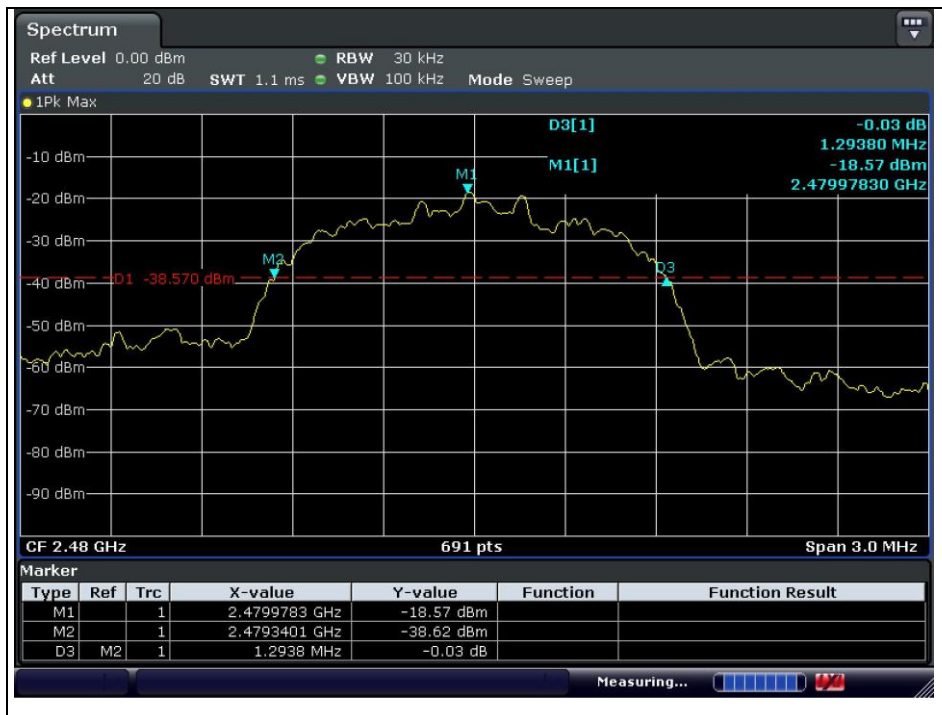 Spectrum
Ref Level 0.00 dBm RBW 30 kHz
Att 20 dB SWT 1.1 ms VBW 100 kHz Mode Sweep
1Pk Max
D3[1] -0.03 dB
1.29380 MHz
M1[1] -18.57 dBm
2.47997830 GHz
-10 dBm
M1
-20 dBm
-30 dBm
M2
D3
D1 -38.570 dBm
-40 dBm
-50 dBm
-60 dBm
-70 dBm
-80 dBm
-90 dBm
CF 2.48 GHz 691 pts Span 3.0 MHz
Marker
Type Ref Trc X-value Y-value Function Function Result
M1 1 2.4799783 GHz -18.57 dBm
M2 1 2.4793401 GHz -38.62 dBm
D3 M2 1 1.2938 MHz -0.03 dB
Measuring...